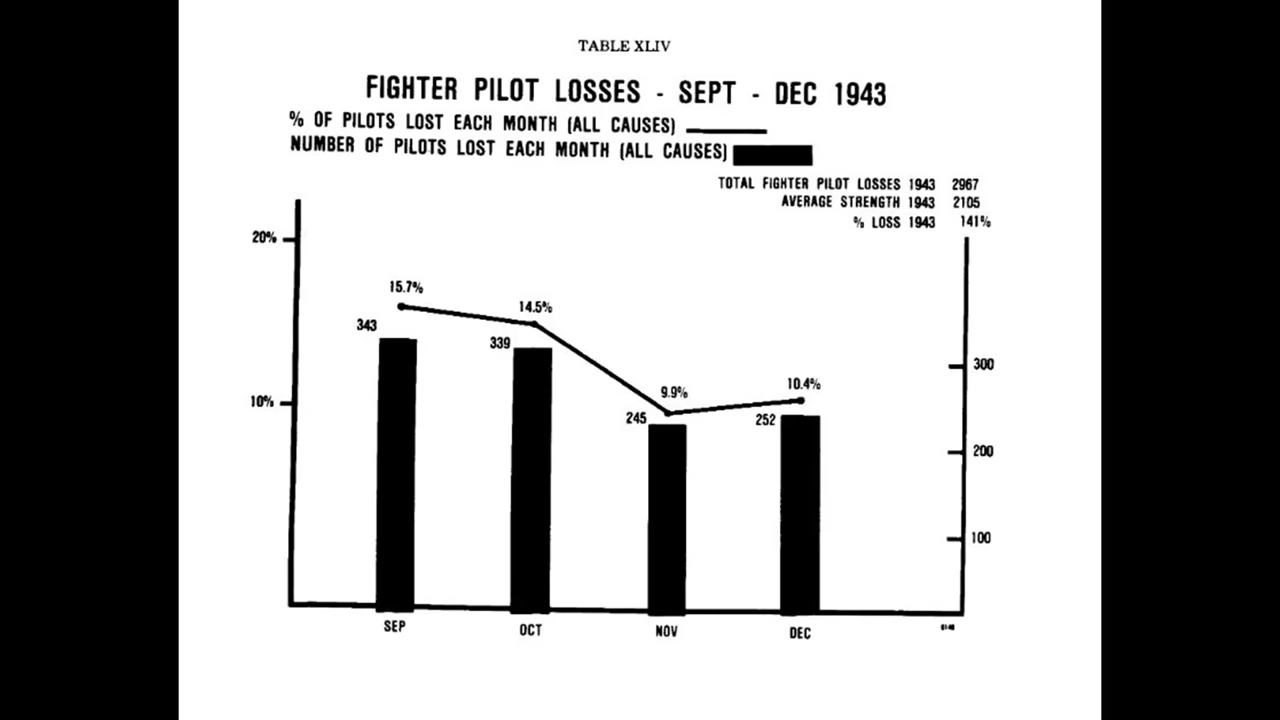 TABLE XLIV
FIGHTER PILOT LOSSES - SEPT - DEC 1943
% OF PILOTS LOST EACH MONTH (ALL CAUSES)
NUMBER OF PILOTS LOST EACH MONTH (ALL CAUSES)
TOTAL FIGHTER PILOT LOSSES 1943 2967
AVERAGE STRENGTH 1943 2105
% LOSS 1943 141%
20%
15.7%
14.5%
343
339
300
10.4%
9.9%
10%
245
252
200
100
SEP OCT NOV DEC